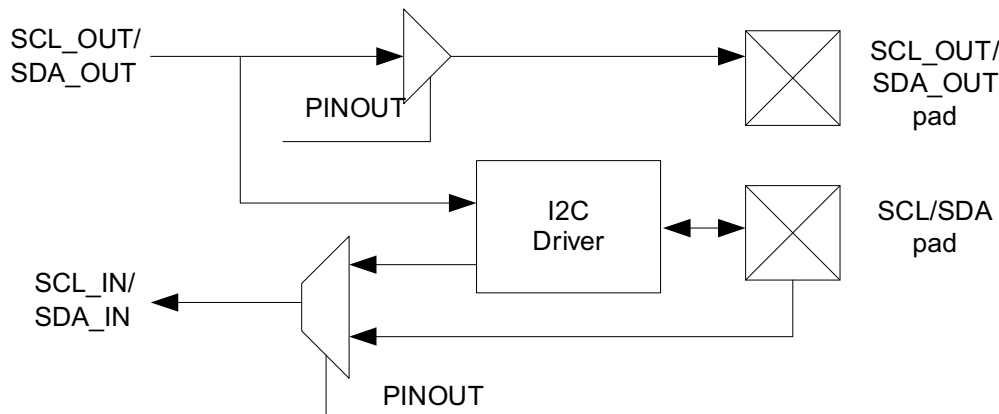 SCL_OUT/
SDA_OUT
PINOUT
SCL_OUT/
SDA_OUT
pad
I2C
Driver
SCL/SDA
pad
SCL_IN/
SDA_IN
PINOUT